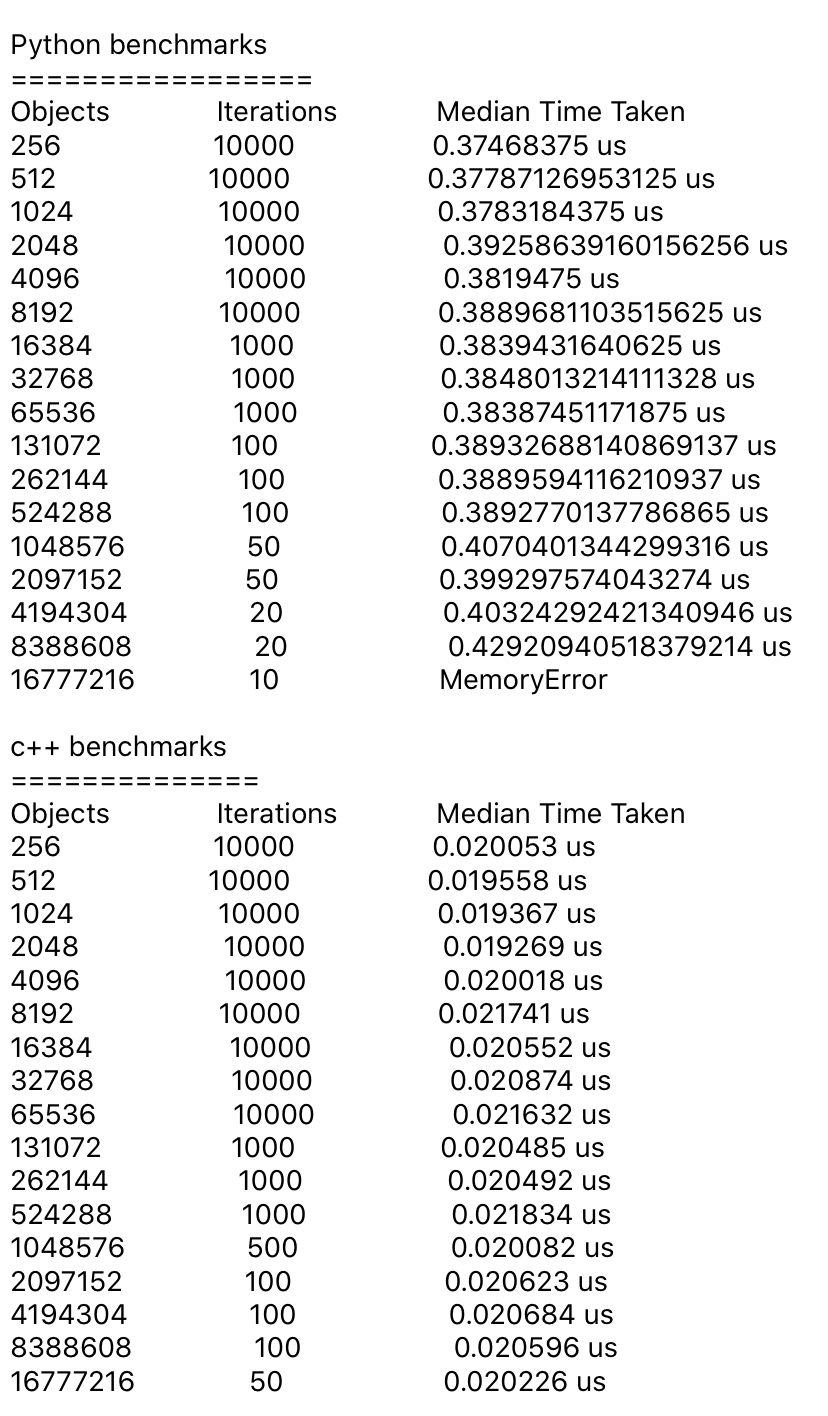 Python benchmarks
=================
Objects Iterations Median Time Taken
256 10000 0.37468375 us
512 10000 0.37787126953125 us
1024 10000 0.3783184375 us
2048 10000 0.39258639160156256 us
4096 10000 0.3819475 us
8192 10000 0.3889681103515625 us
16384 1000 0.3839431640625 us
32768 1000 0.3848013214111328 us
65536 1000 0.38387451171875 us
131072 100 0.38932688140869137 us
262144 100 0.3889594116210937 us
524288 100 0.3892770137786865 us
1048576 50 0.4070401344299316 us
2097152 50 0.399297574043274 us
4194304 20 0.40324292421340946 us
8388608 20 0.42920940518379214 us
16777216 10 MemoryError
c++ benchmarks
==============
Objects Iterations Median Time Taken
256 10000 0.020053 us
512 10000 0.019558 us
1024 10000 0.019367 us
2048 10000 0.019269 us
4096 10000 0.020018 us
8192 10000 0.021741 us
16384 10000 0.020552 us
32768 10000 0.020874 us
65536 10000 0.021632 us
131072 1000 0.020485 us
262144 1000 0.020492 us
524288 1000 0.021834 us
1048576 500 0.020082 us
2097152 100 0.020623 us
4194304 100 0.020684 us
8388608 100 0.020596 us
16777216 50 0.020226 us